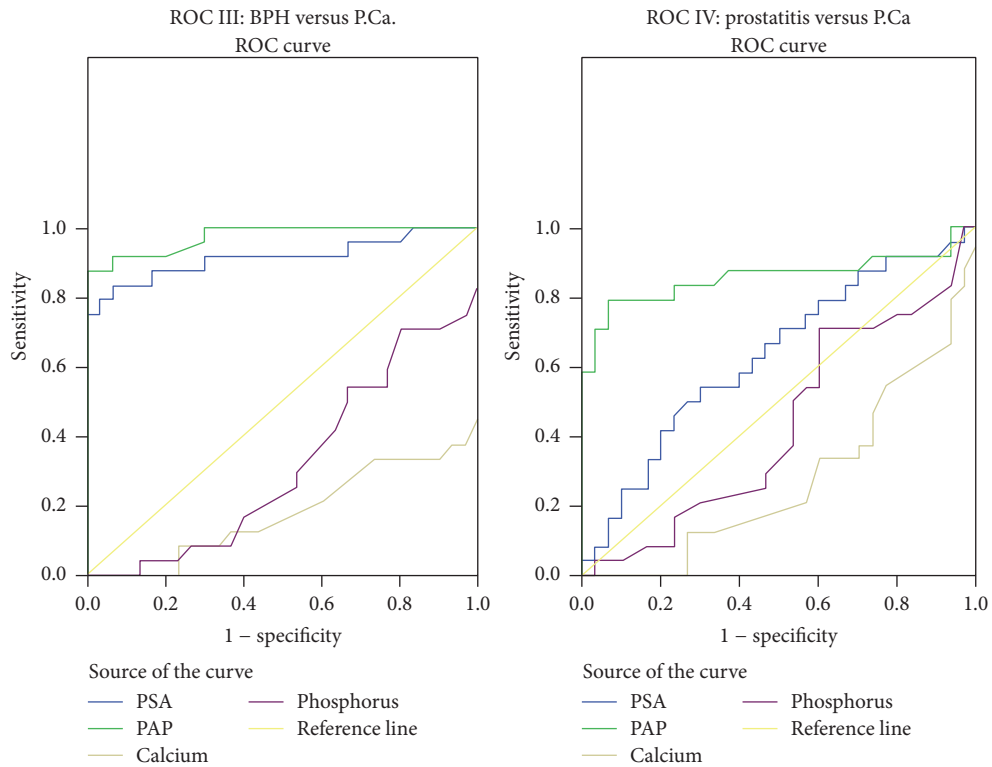 ROC III: BPH versus P.Ca.
ROC curve
Sensitivity
1.0
0.8
0.6
0.4
0.2
0.0
0.0 0.2 0.4 0.6 0.8 1.0
1 − specificity
Source of the curve
PSA
PAP
Calcium
Phosphorus
Reference line
ROC IV: prostatitis versus P.Ca
ROC curve
Sensitivity
1.0
0.8
0.6
0.4
0.2
0.0
0.0 0.2 0.4 0.6 0.8 1.0
1 − specificity
Source of the curve
PSA
PAP
Calcium
Phosphorus
Reference line